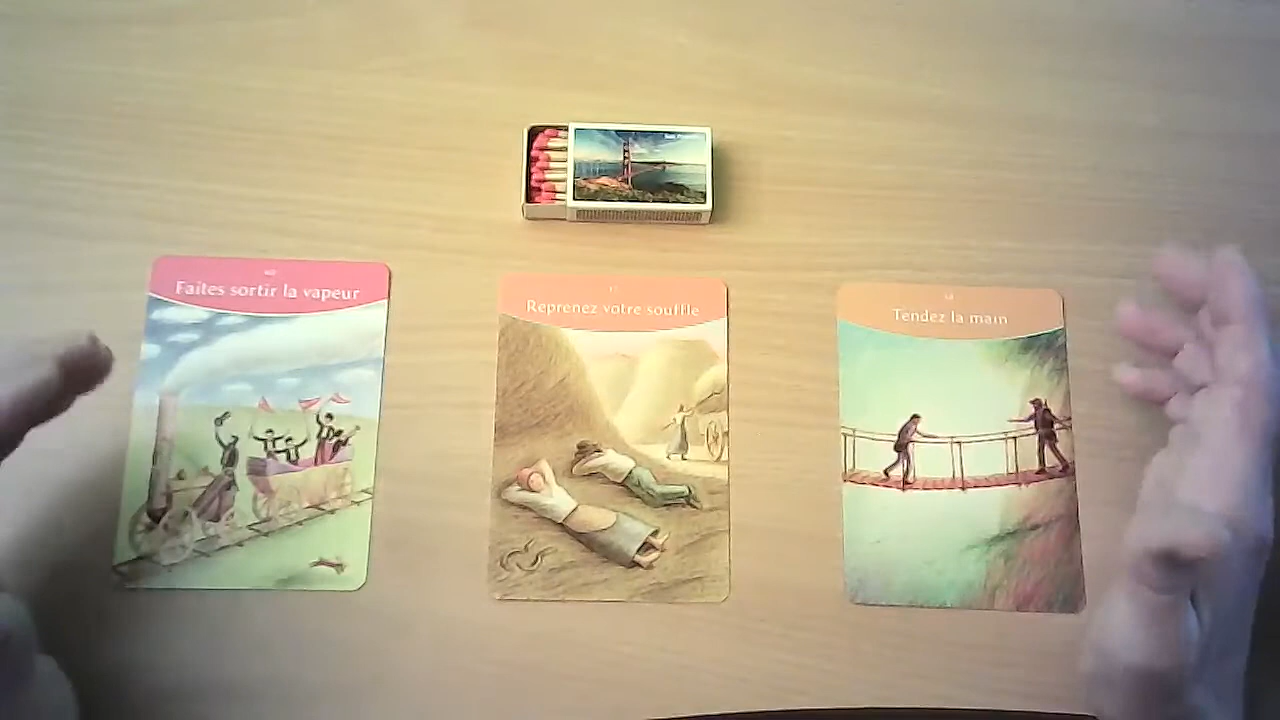 Faites sortir la vapeur
Reprenez votre souffle
Tendez la main